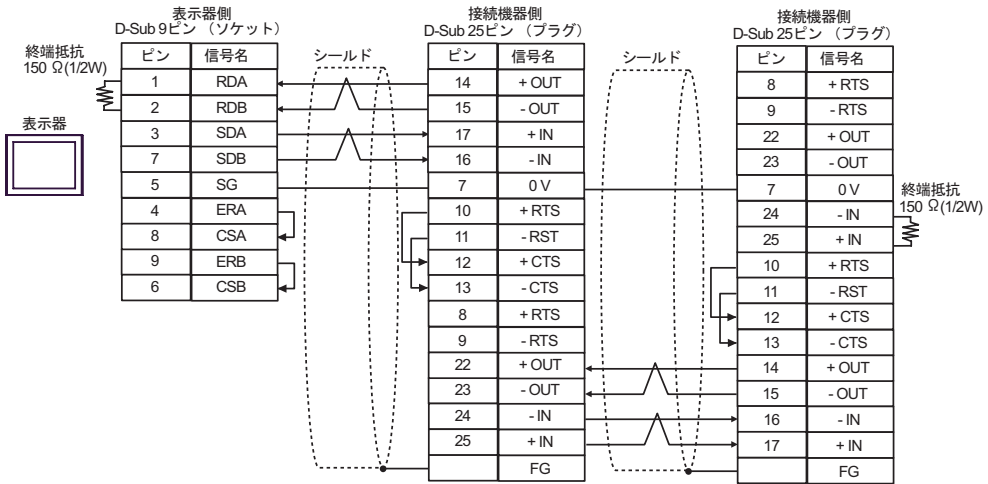 表示器側
D-Sub 9ピン （ソケット）
終端抵抗
150 Ω(1/2W)
表示器
ピン 信号名
1 RDA
2 RDB
3 SDA
7 SDB
5 SG
4 ERA
8 CSA
9 ERB
6 CSB
シールド
接続機器側
D-Sub 25ピン （プラグ）
ピン 信号名
14 + OUT
15 - OUT
17 + IN
16 - IN
7 0 V
10 + RTS
11 - RST
12 + CTS
13 - CTS
8 + RTS
9 - RTS
22 + OUT
23 - OUT
24 - IN
25 + IN
FG
シールド
接続機器側
D-Sub 25ピン （プラグ）
ピン 信号名
8 + RTS
9 - RTS
22 + OUT
23 - OUT
7 0 V
24 - IN
25 + IN
10 + RTS
11 - RST
12 + CTS
13 - CTS
14 + OUT
15 - OUT
16 - IN
17 + IN
FG
終端抵抗
150 Ω(1/2W)